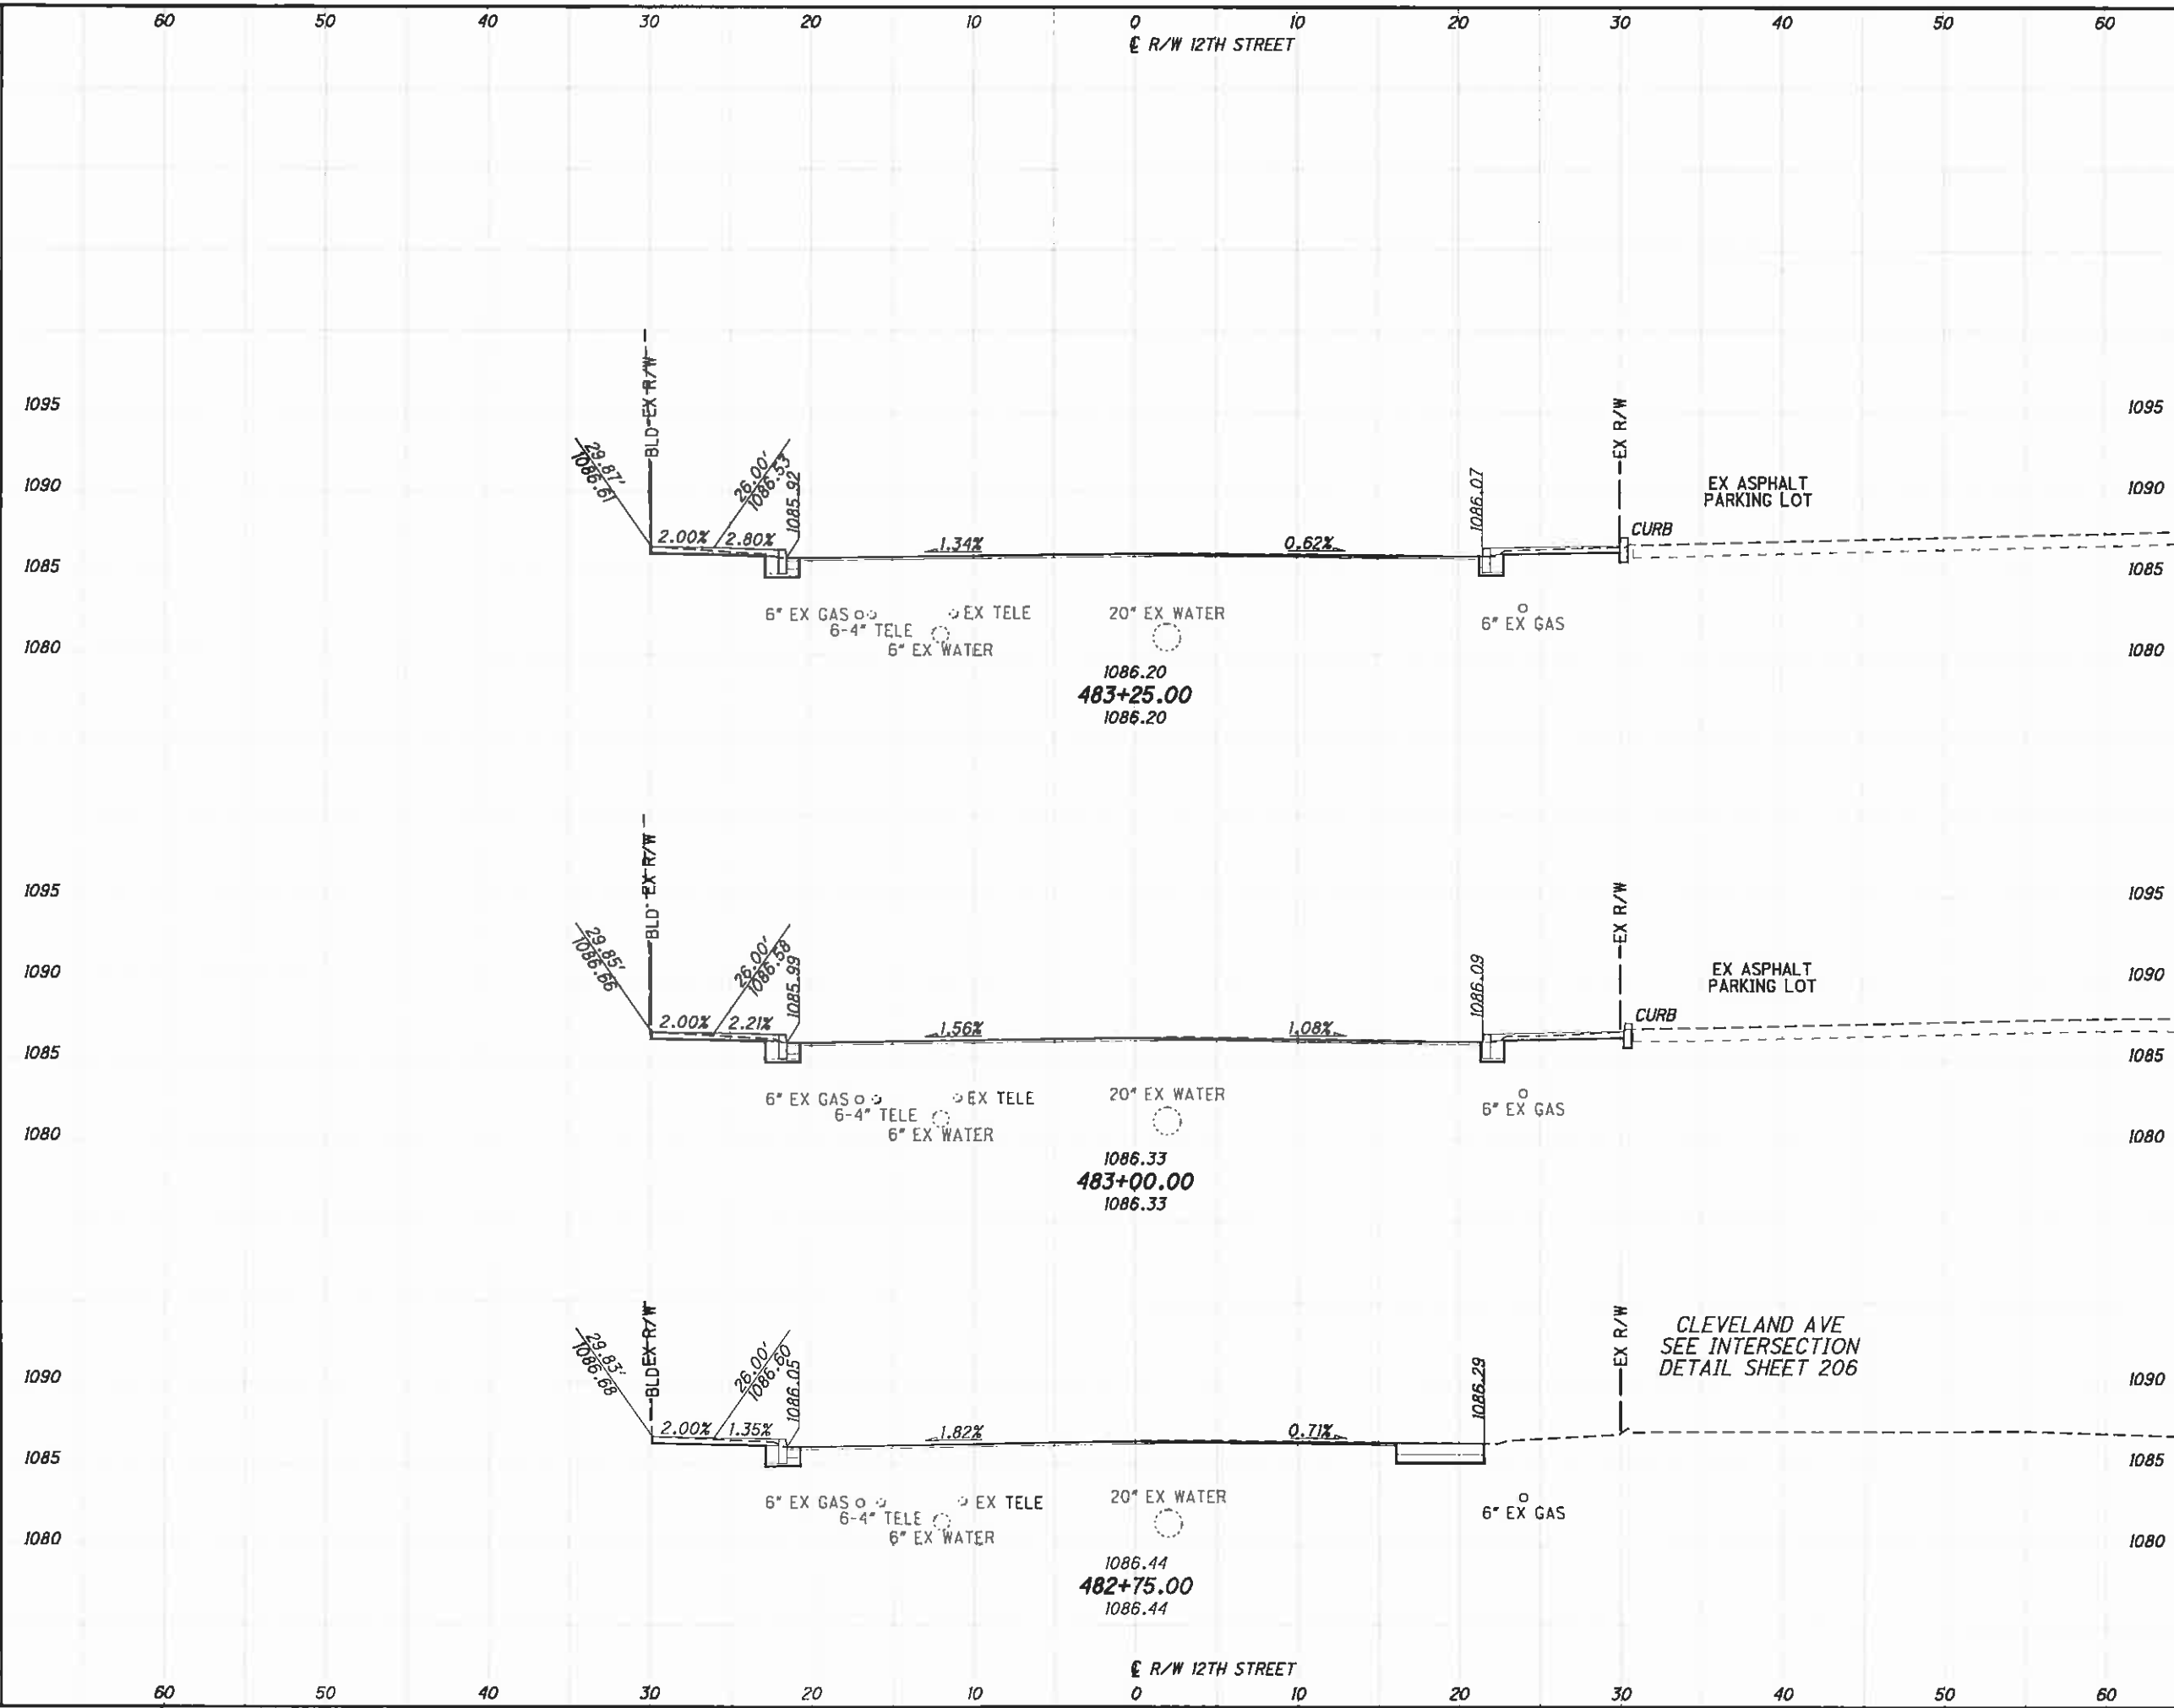 60 50 40 30 20 10 0 10 20 30 40 50 60
℄ R/W 12TH STREET
BLD EX R/W
EX R/W
1095 1095
29.87'
1086.61
26.00'
1086.53
1085.92
1086.07
1090 1090
EX ASPHALT
PARKING LOT
CURB
2.00% 2.80% 1.34% 0.62%
1085 1085
6" EX GAS
EX TELE
20" EX WATER
6" EX GAS
6-4" TELE
6" EX WATER
1080 1080
1086.20
483+25.00
1086.20
BLD EX R/W
EX R/W
1095 1095
29.85'
1086.66
26.00'
1086.58
1085.99
1086.09
1090 1090
EX ASPHALT
PARKING LOT
CURB
2.00% 2.21% 1.56% 1.08%
1085 1085
6" EX GAS
EX TELE
20" EX WATER
6" EX GAS
6-4" TELE
6" EX WATER
1080 1080
1086.33
483+00.00
1086.33
BLD EX R/W
EX R/W
CLEVELAND AVE
SEE INTERSECTION
DETAIL SHEET 206
29.83'
1086.68
26.00'
1086.60
1086.05
1086.29
1090 1090
2.00% 1.35% 1.82% 0.71%
1085 1085
6" EX GAS
EX TELE
20" EX WATER
6" EX GAS
6-4" TELE
6" EX WATER
1080 1080
1086.44
482+75.00
1086.44
℄ R/W 12TH STREET
60 50 40 30 20 10 0 10 20 30 40 50 60